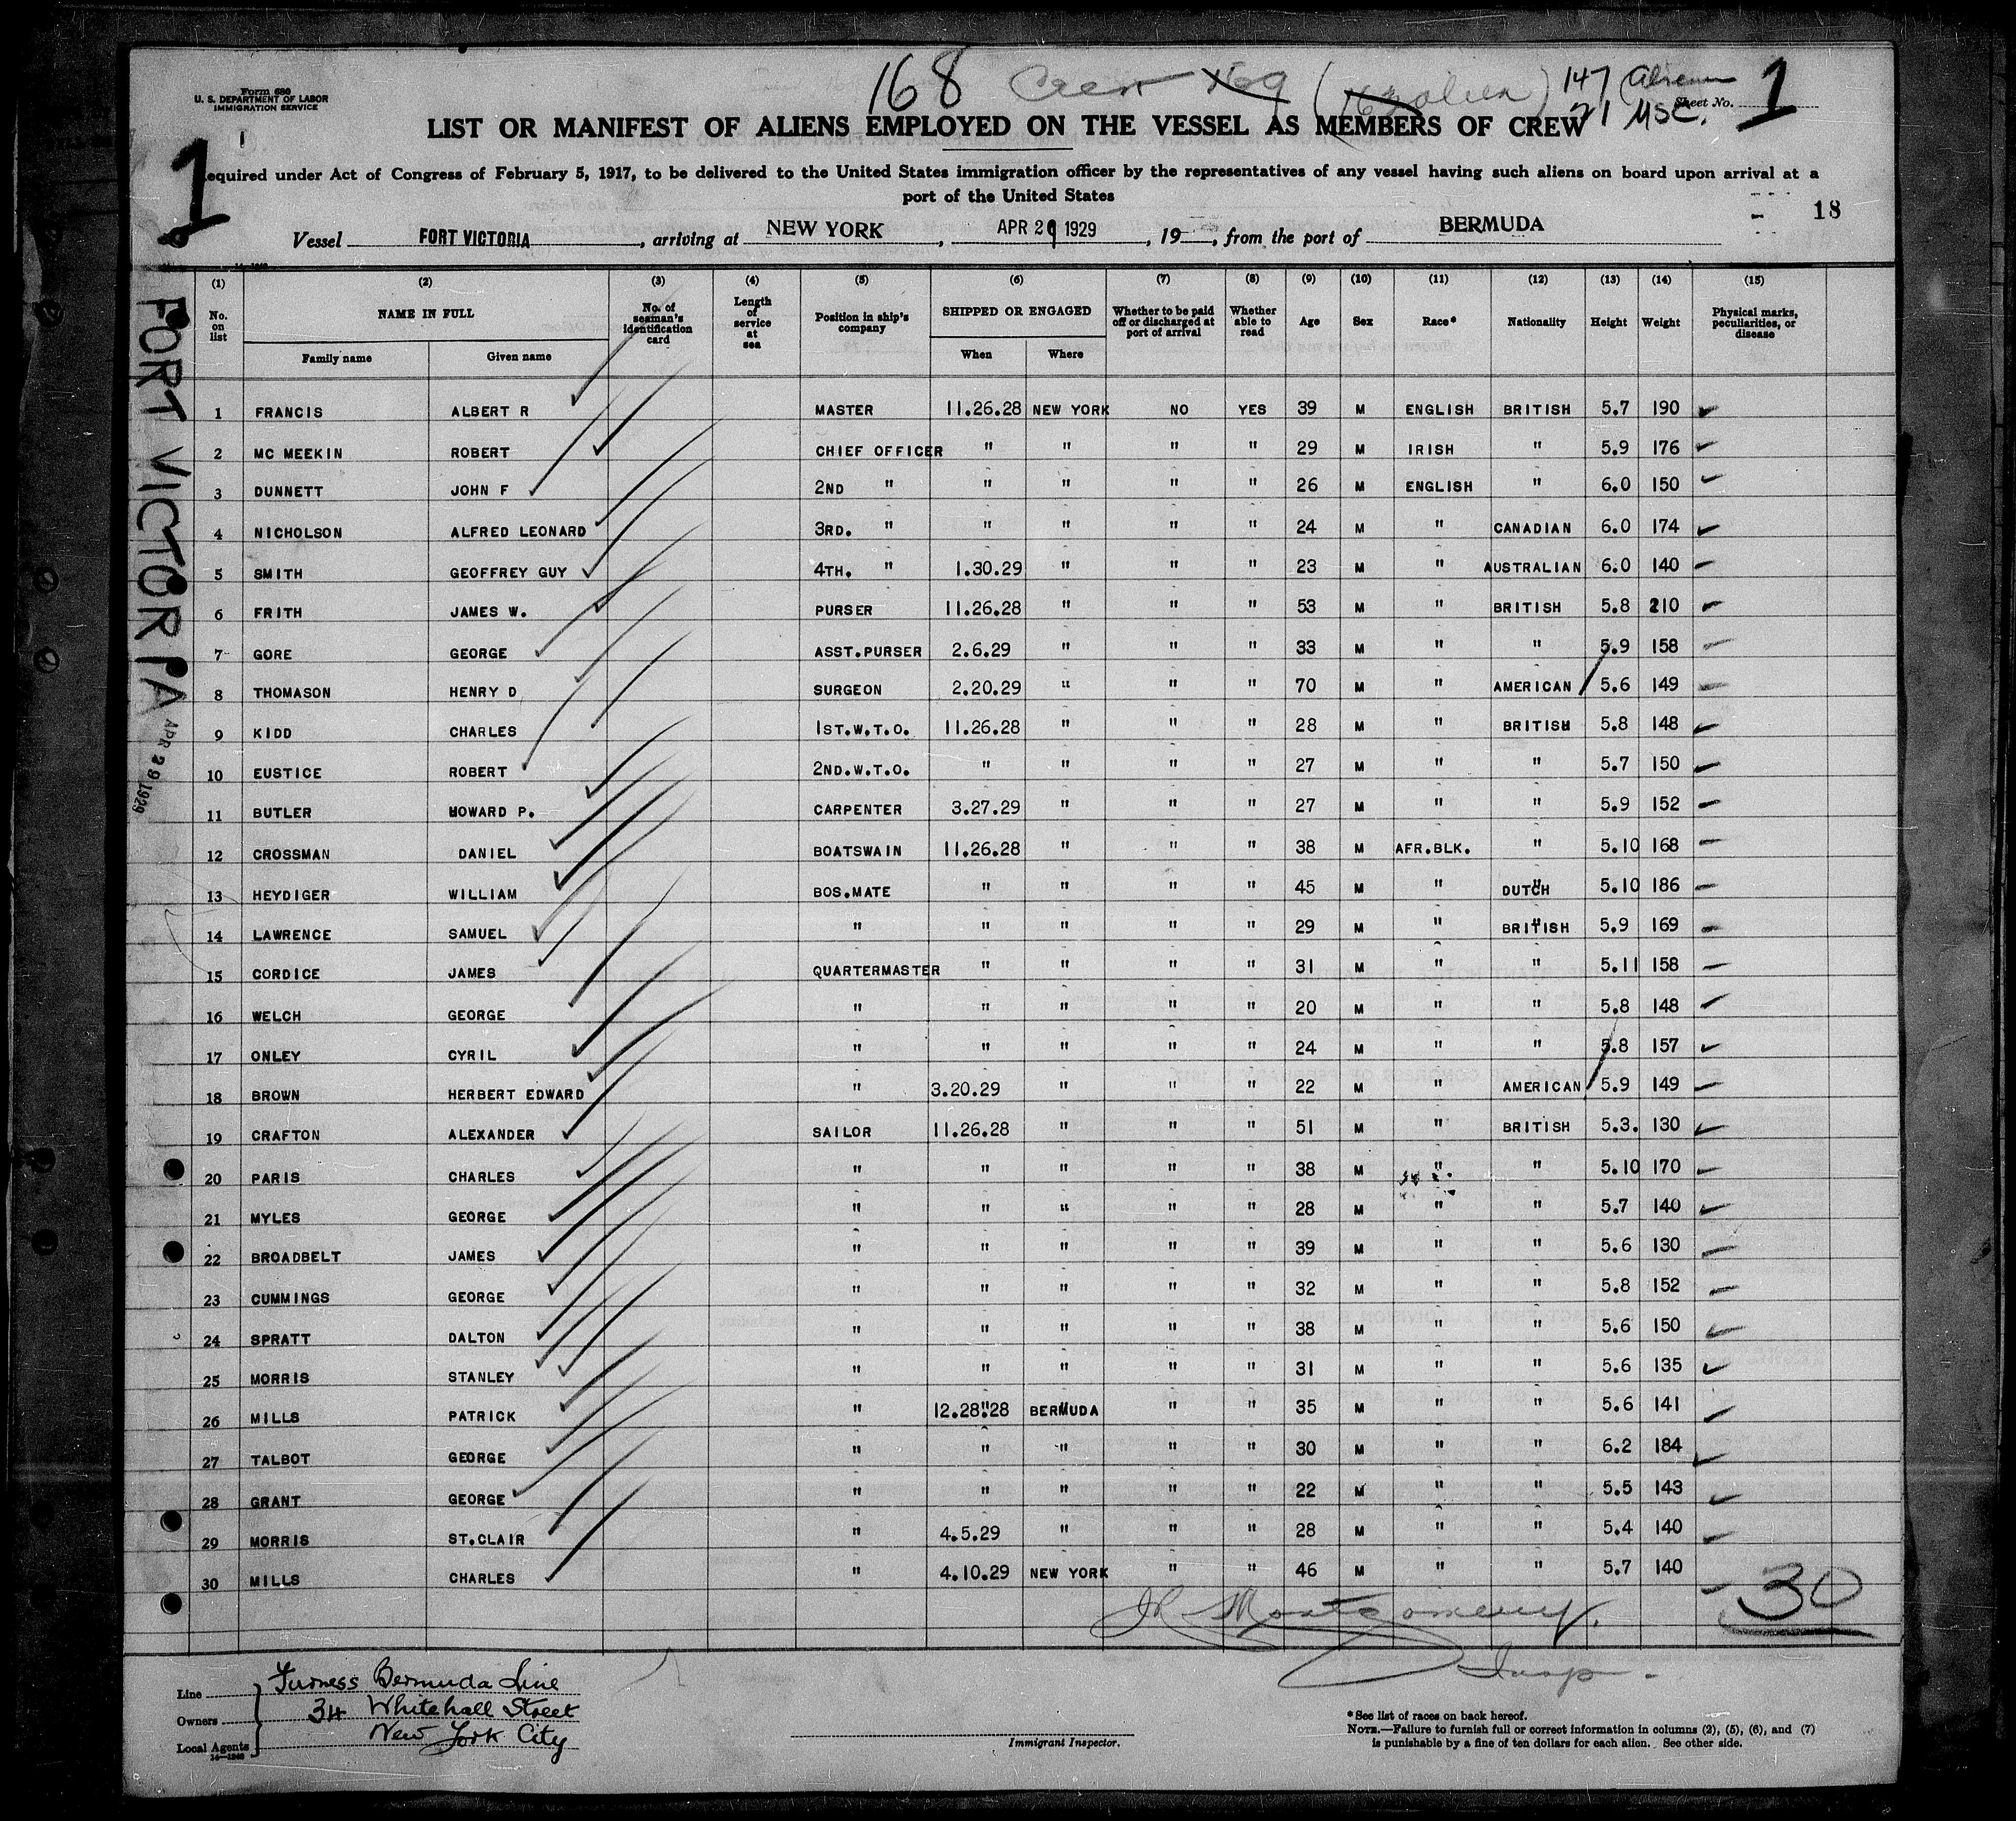 Form 680
U. S. DEPARTMENT OF LABOR
IMMIGRATION SERVICE
168 Crew 169 (163 alien) 147 Aliens
21 USC.
Sheet No. 1
LIST OR MANIFEST OF ALIENS EMPLOYED ON THE VESSEL AS MEMBERS OF CREW
1
Required under Act of Congress of February 5, 1917, to be delivered to the United States immigration officer by the representatives of any vessel having such aliens on board upon arrival at a
port of the United States
18
Vessel FORT VICTORIA, arriving at NEW YORK, APR 29 1929, 19, from the port of BERMUDA
FORT VICTORIA APR 29 1929
(1) (2) (3) (4) (5) (6) (7) (8) (9) (10) (11) (12) (13) (14) (15)
No. on list NAME IN FULL No. of seaman's identification card Length of service at sea Position in ship's company SHIPPED OR ENGAGED Whether to be paid off or discharged at port of arrival Whether able to read Age Sex Race* Nationality Height Weight Physical marks, peculiarities, or disease
Family name Given name When Where
1 FRANCIS ALBERT R MASTER 11.26.28 NEW YORK NO YES 39 M ENGLISH BRITISH 5.7 190
2 MC MEEKIN ROBERT CHIEF OFFICER " " " " 29 M IRISH " 5.9 176
3 DUNNETT JOHN F 2ND " " " " " 26 M ENGLISH " 6.0 150
4 NICHOLSON ALFRED LEONARD 3RD. " " " " " 24 M " CANADIAN 6.0 174
5 SMITH GEOFFREY GUY 4TH. " 1.30.29 " " " 23 M " AUSTRALIAN 6.0 140
6 FRITH JAMES W. PURSER 11.26.28 " " " 53 M " BRITISH 5.8 210
7 GORE GEORGE ASST.PURSER 2.6.29 " " " 33 M " " 5.9 158
8 THOMASON HENRY D SURGEON 2.20.29 " " " 70 M " AMERICAN 5.6 149
9 KIDD CHARLES 1ST.W.T.O. 11.26.28 " " " 28 M " BRITISH 5.8 148
10 EUSTICE ROBERT 2ND.W.T.O. " " " " 27 M " " 5.7 150
11 BUTLER HOWARD P. CARPENTER 3.27.29 " " " 27 M " " 5.9 152
12 CROSSMAN DANIEL BOATSWAIN 11.26.28 " " " 38 M AFR.BLK. " 5.10 168
13 HEYDIGER WILLIAM BOS.MATE " " " " 45 M " DUTCH 5.10 186
14 LAWRENCE SAMUEL " " " " " 29 M " BRITISH 5.9 169
15 CORDICE JAMES QUARTERMASTER " " " " 31 M " " 5.11 158
16 WELCH GEORGE " " " " " 20 M " " 5.8 148
17 ONLEY CYRIL " " " " " 24 M " " 5.8 157
18 BROWN HERBERT EDWARD " 3.20.29 " " " 22 M " AMERICAN 5.9 149
19 CRAFTON ALEXANDER SAILOR 11.26.28 " " " 51 M " BRITISH 5.3. 130
20 PARIS CHARLES " " " " " 38 M " " 5.10 170
21 MYLES GEORGE " " " " " 28 M " " 5.7 140
22 BROADBELT JAMES " " " " " 39 M " " 5.6 130
23 CUMMINGS GEORGE " " " " " 32 M " " 5.8 152
24 SPRATT DALTON " " " " " 38 M " " 5.6 150
25 MORRIS STANLEY " " " " " 31 M " " 5.6 135
26 MILLS PATRICK " 12.28.28 BERMUDA " " 35 M " " 5.6 141
27 TALBOT GEORGE " " " " " 30 M " " 6.2 184
28 GRANT GEORGE " " " " " 22 M " " 5.5 143
29 MORRIS ST.CLAIR " 4.5.29 " " " 28 M " " 5.4 140
30 MILLS CHARLES " 4.10.29 NEW YORK " " 46 M " " 5.7 140
30
Montgomery.
Insp.
Line Furness Bermuda Line
Owners 34 Whitehall Street
Local Agents New York City
14—1240
Immigrant Inspector.
*See list of races on back hereof.
NOTE.—Failure to furnish full or correct information in columns (2), (5), (6), and (7)
is punishable by a fine of ten dollars for each alien. See other side.